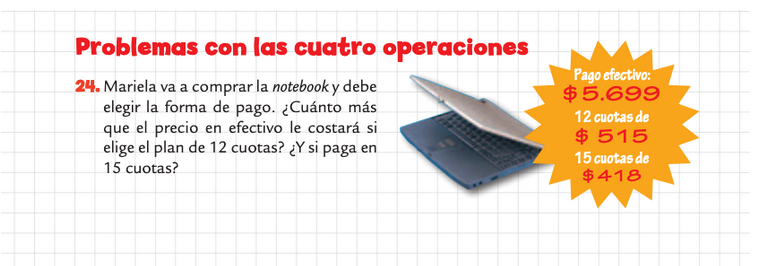 Problemas con las cuatro operaciones
24. Mariela va a comprar la notebook y debe
elegir la forma de pago. ¿Cuánto más
que el precio en efectivo le costará si
elige el plan de 12 cuotas? ¿Y si paga en
15 cuotas?
Pago efectivo:
$5.699
12 cuotas de
$ 515
15 cuotas de
$418